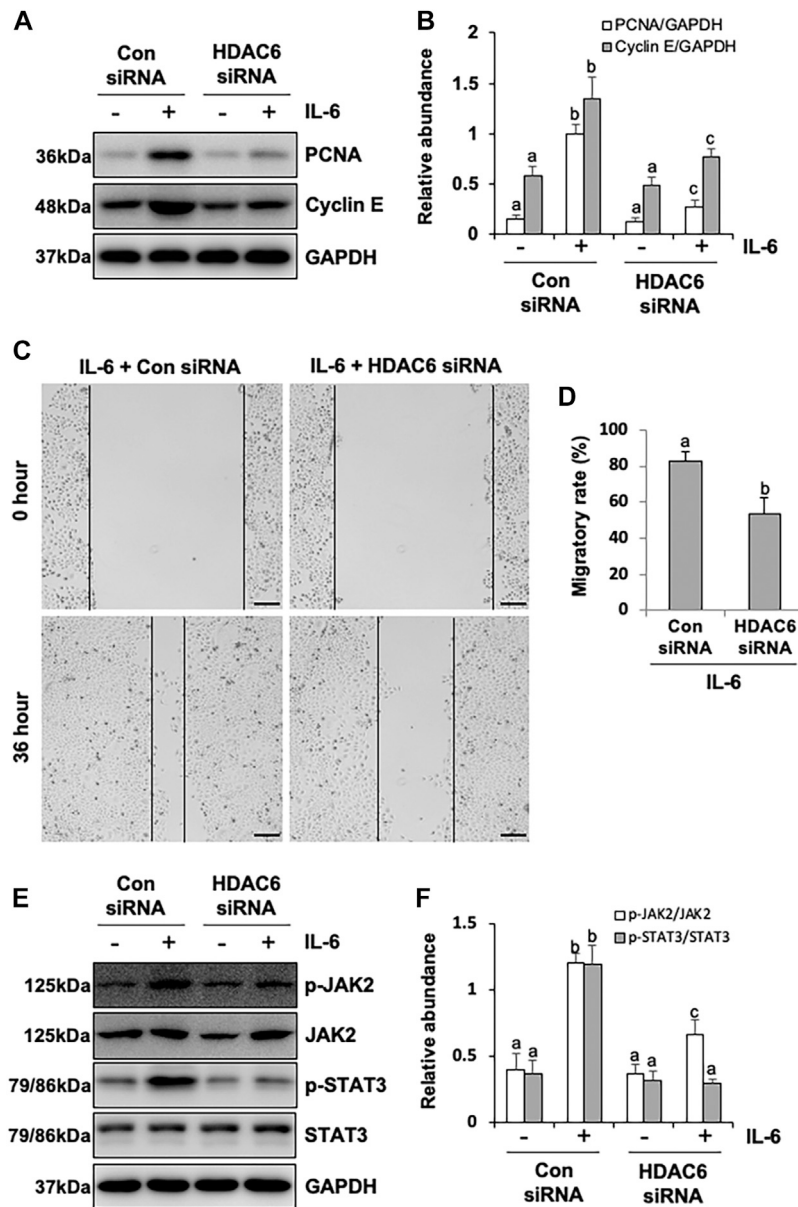 A
Con
siRNA
HDAC6
siRNA
- + - + IL-6
36kDa PCNA
48kDa Cyclin E
37kDa GAPDH
B
PCNA/GAPDH
Cyclin E/GAPDH
Relative abundance
2
1.5
1
0.5
0
a a b b a a c c
- + - + IL-6
Con
siRNA
HDAC6
siRNA
C
IL-6 + Con siRNA IL-6 + HDAC6 siRNA
0 hour
36 hour
D
Migratory rate (%)
100
80
60
40
20
0
a b
Con
siRNA
HDAC6
siRNA
IL-6
E
Con
siRNA
HDAC6
siRNA
- + - + IL-6
125kDa p-JAK2
125kDa JAK2
79/86kDa p-STAT3
79/86kDa STAT3
37kDa GAPDH
F
p-JAK2/JAK2
p-STAT3/STAT3
Relative abundance
1.5
1
0.5
0
a a b b a a c a
- + - + IL-6
Con
siRNA
HDAC6
siRNA